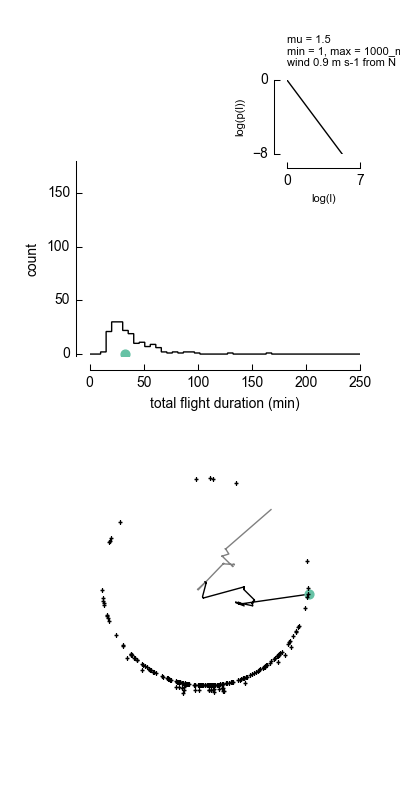 mu = 1.5
min = 1, max = 1000_m
wind 0.9 m s-1 from N
0
log(p(l))
−8
0
7
log(l)
150
100
count
50
0
0
50
100
150
200
250
total flight duration (min)